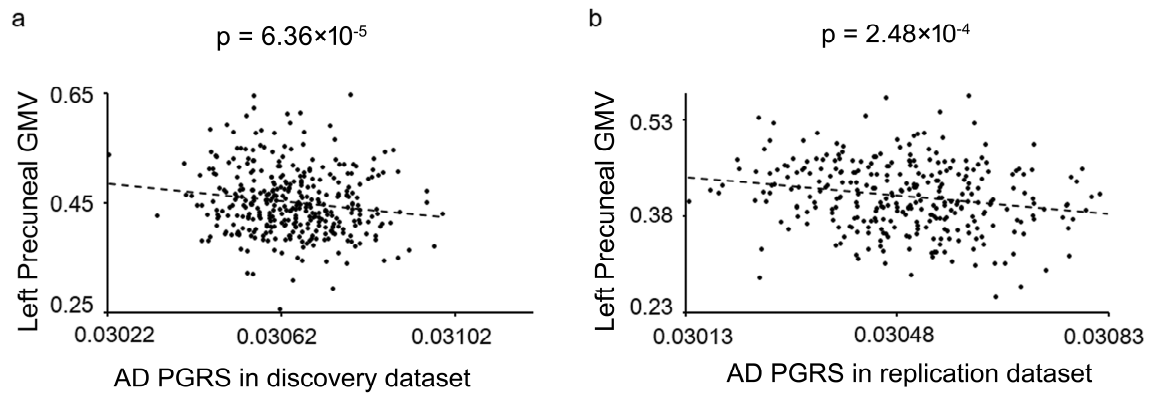 a
p = 6.36×10-5
Left Precuneal GMV
0.65
0.45
0.25
0.03022
0.03062
0.03102
AD PGRS in discovery dataset
b
p = 2.48×10-4
Left Precuneal GMV
0.53
0.38
0.23
0.03013
0.03048
0.03083
AD PGRS in replication dataset